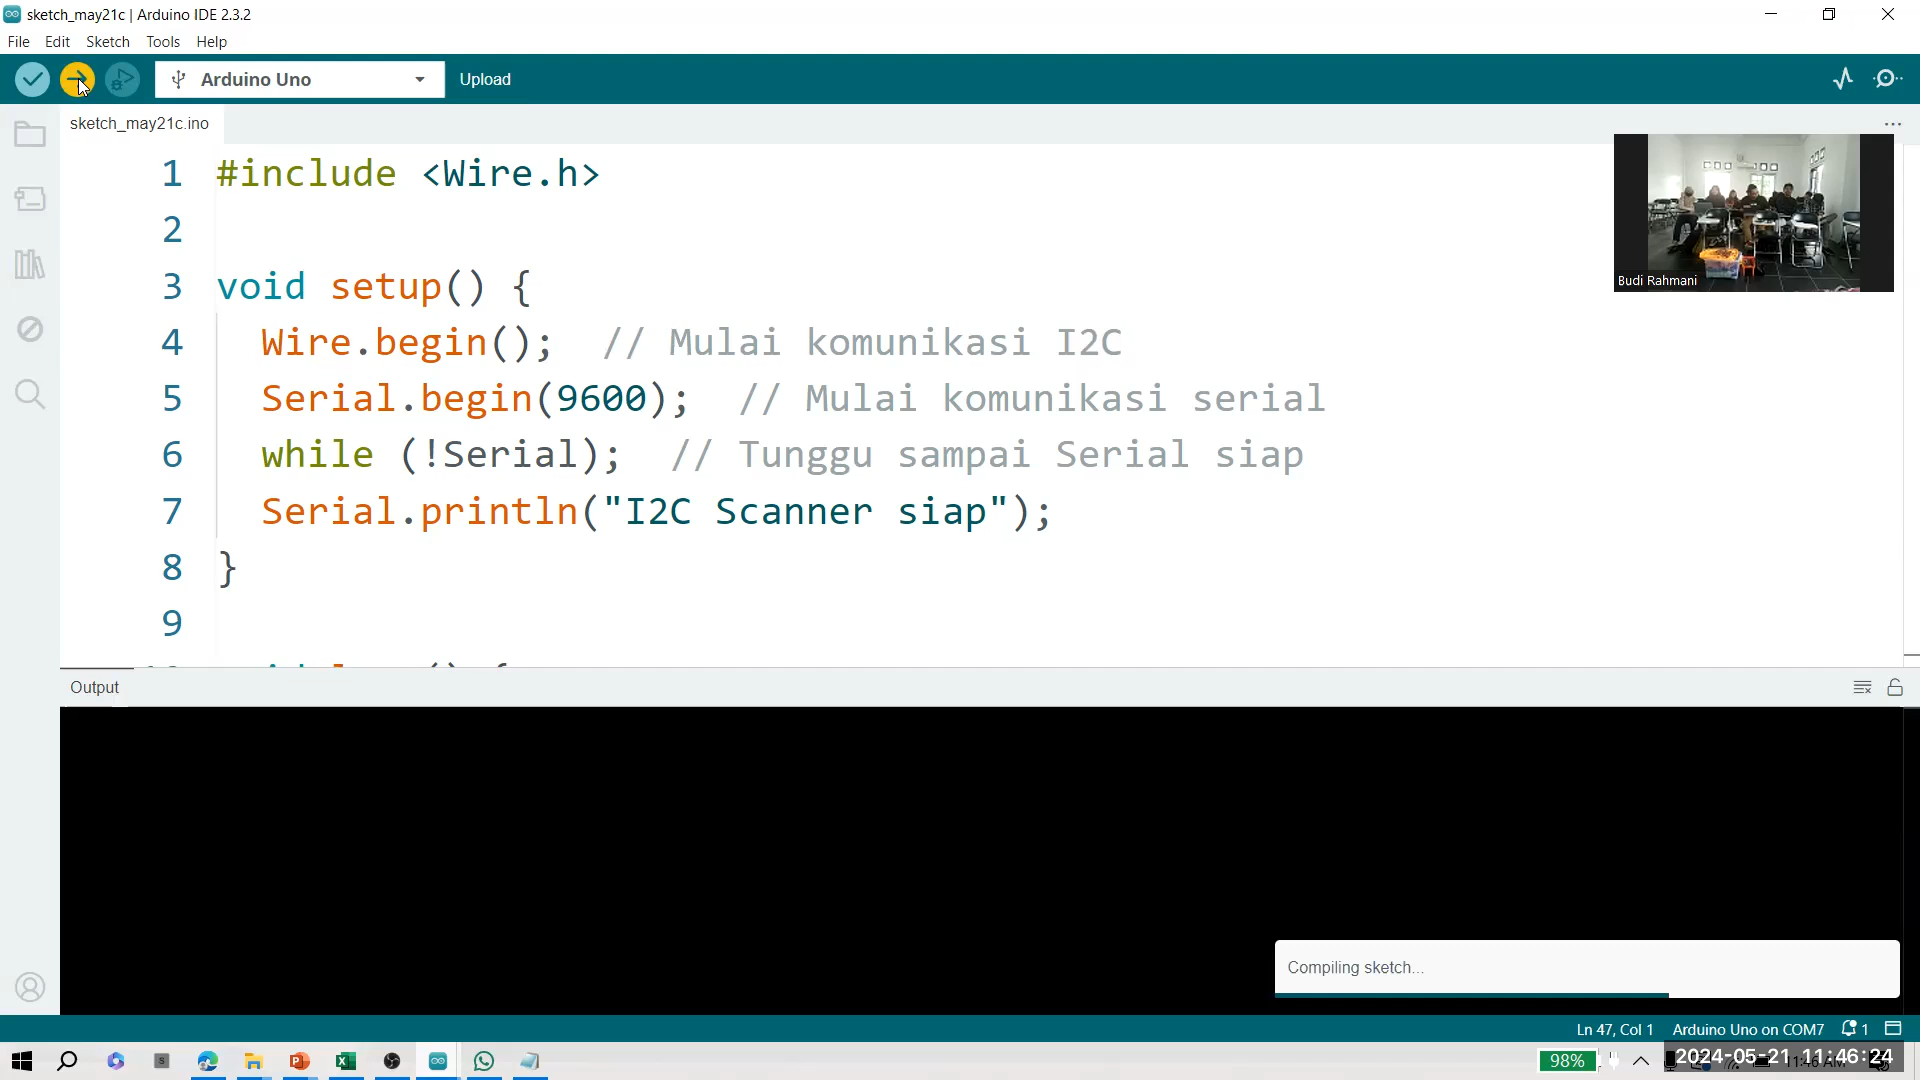 sketch_may21c | Arduino IDE 2.3.2
File Edit Sketch Tools Help
Arduino Uno
Upload
sketch_may21c.ino
1 #include <Wire.h>
2
3 void setup() {
4 Wire.begin(); // Mulai komunikasi I2C
5 Serial.begin(9600); // Mulai komunikasi serial
6 while (!Serial); // Tunggu sampai Serial siap
7 Serial.println("I2C Scanner siap");
8 }
9
Budi Rahmani
Output
Compiling sketch...
Ln 47, Col 1 Arduino Uno on COM7 1
98%
2024-05-21 11:46:24